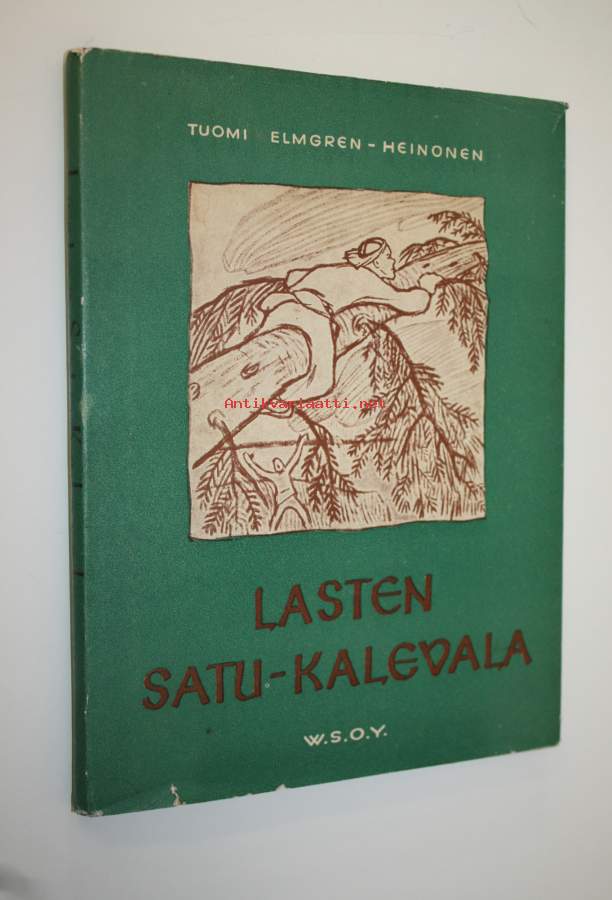 TUOMI ELMGREN-HEINONEN
Antikvariaatti.net
LASTEN
SATU-KALEVALA
W.S.O.Y.